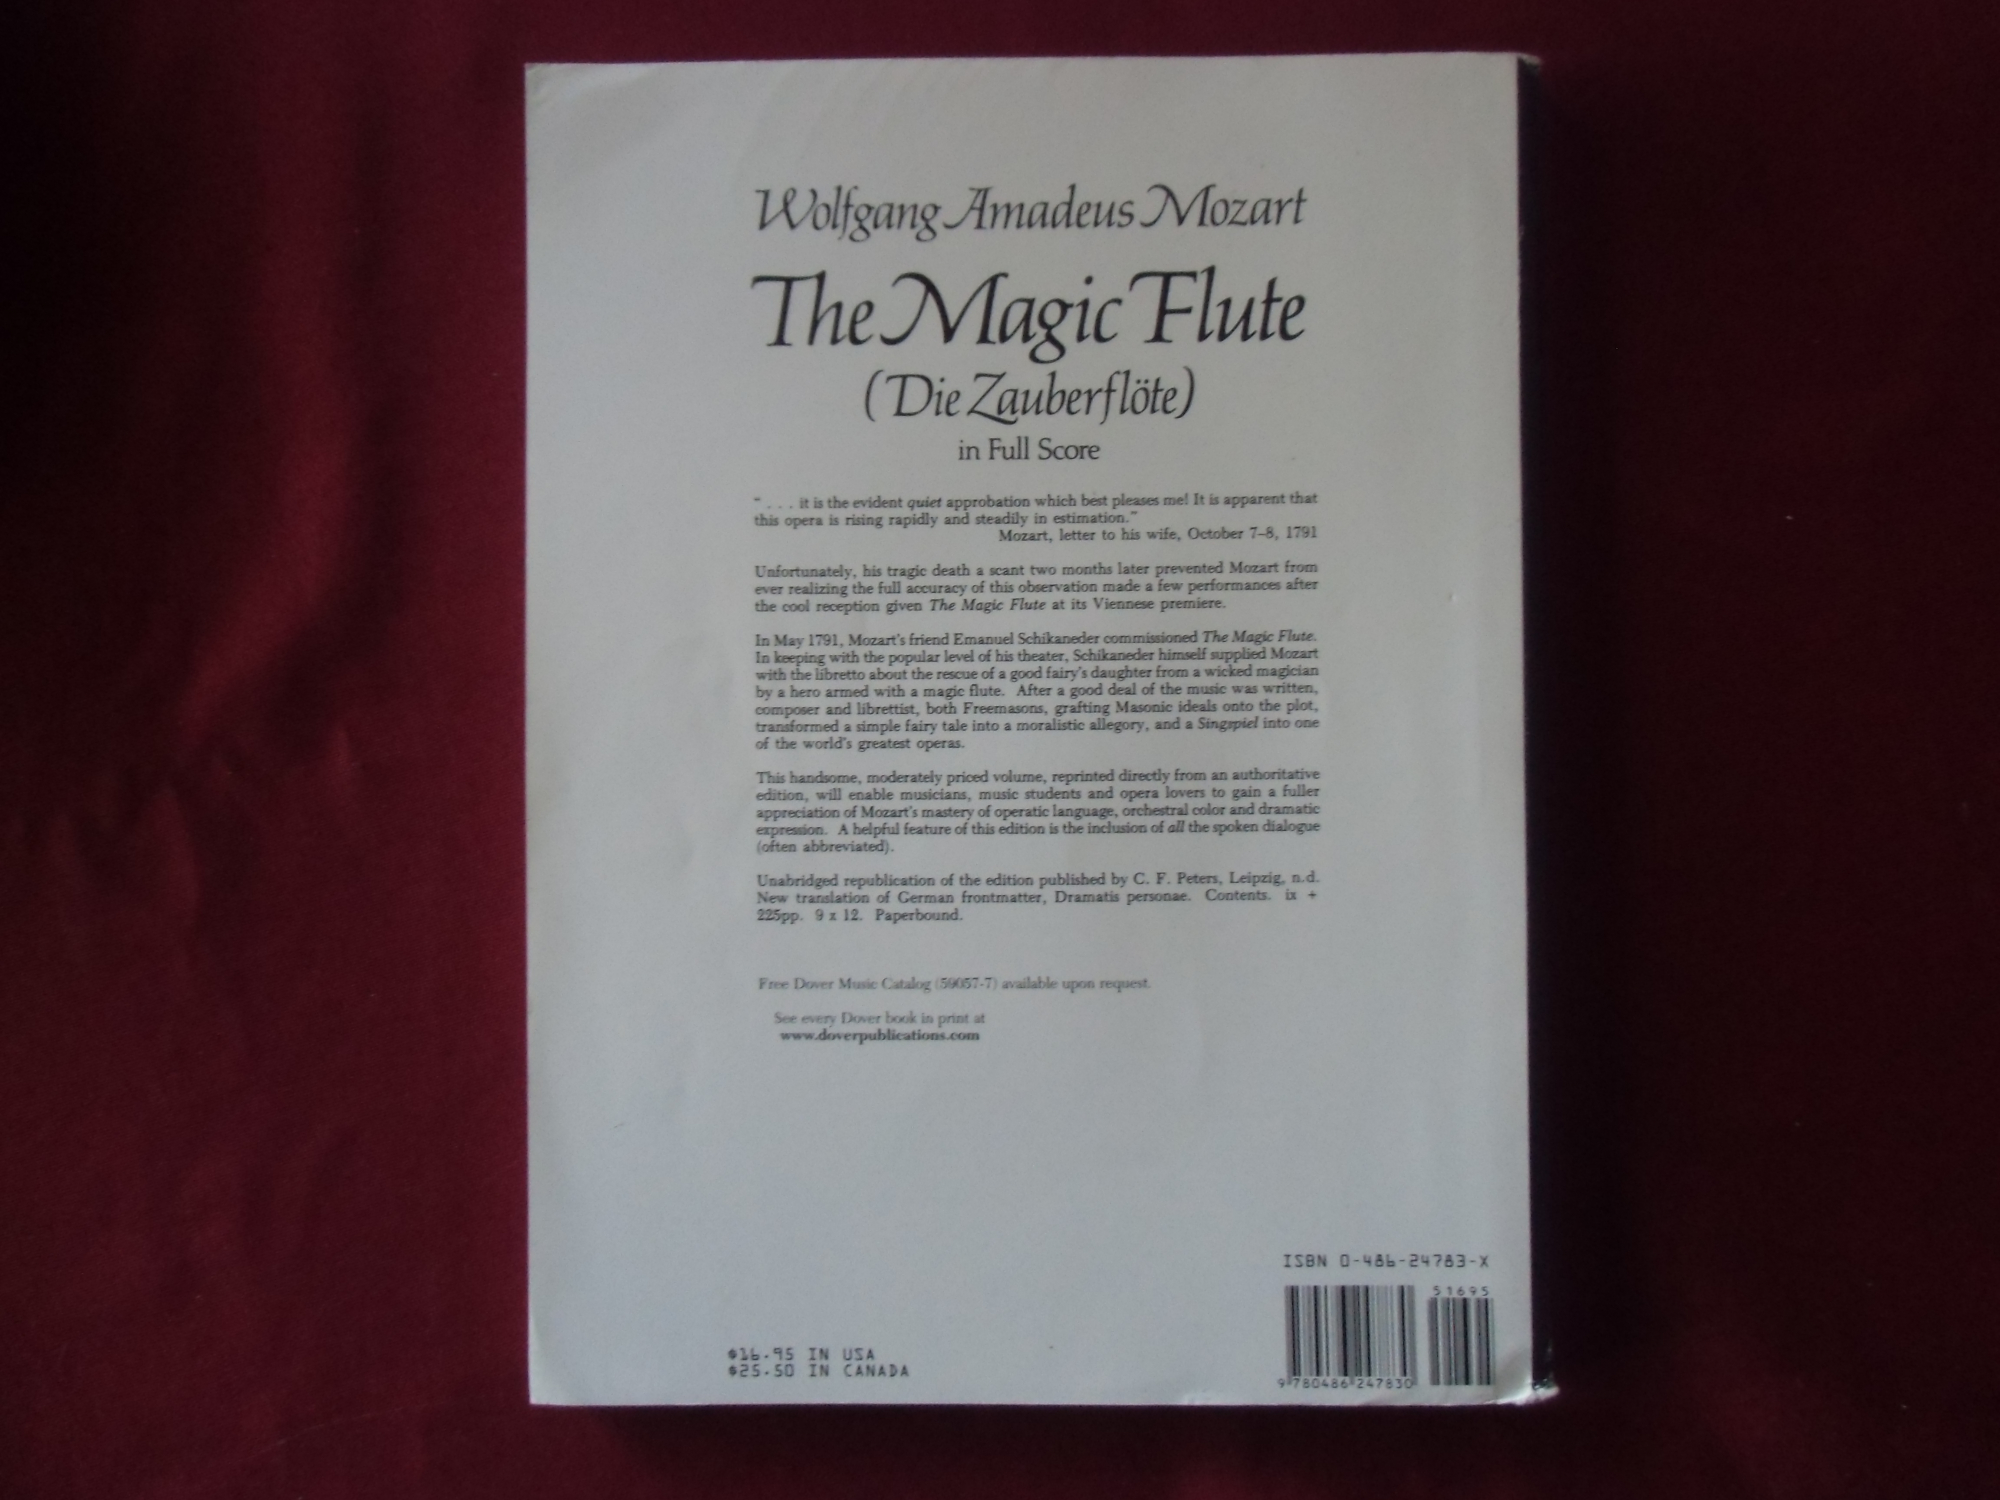 Wolfgang Amadeus Mozart
The Magic Flute
(Die Zauberflöte)
in Full Score
". . . it is the evident quiet approbation which best pleases me! It is apparent that
this opera is rising rapidly and steadily in estimation."
Mozart, letter to his wife, October 7–8, 1791
Unfortunately, his tragic death a scant two months later prevented Mozart from
ever realizing the full accuracy of this observation made a few performances after
the cool reception given The Magic Flute at its Viennese premiere.
In May 1791, Mozart's friend Emanuel Schikaneder commissioned The Magic Flute.
In keeping with the popular level of his theater, Schikaneder himself supplied Mozart
with the libretto about the rescue of a good fairy's daughter from a wicked magician
by a hero armed with a magic flute. After a good deal of the music was written,
composer and librettist, both Freemasons, grafting Masonic ideals onto the plot,
transformed a simple fairy tale into a moralistic allegory, and a Singspiel into one
of the world's greatest operas.
This handsome, moderately priced volume, reprinted directly from an authoritative
edition, will enable musicians, music students and opera lovers to gain a fuller
appreciation of Mozart's mastery of operatic language, orchestral color and dramatic
expression. A helpful feature of this edition is the inclusion of all the spoken dialogue
(often abbreviated).
Unabridged republication of the edition published by C. F. Peters, Leipzig, n.d.
New translation of German frontmatter, Dramatis personae. Contents. ix +
225pp. 9 x 12. Paperbound.
Free Dover Music Catalog (59057-7) available upon request.
See every Dover book in print at
www.doverpublications.com
ISBN 0-486-24783-X
51695
9 780486 247830
$16.95 IN USA
$25.50 IN CANADA